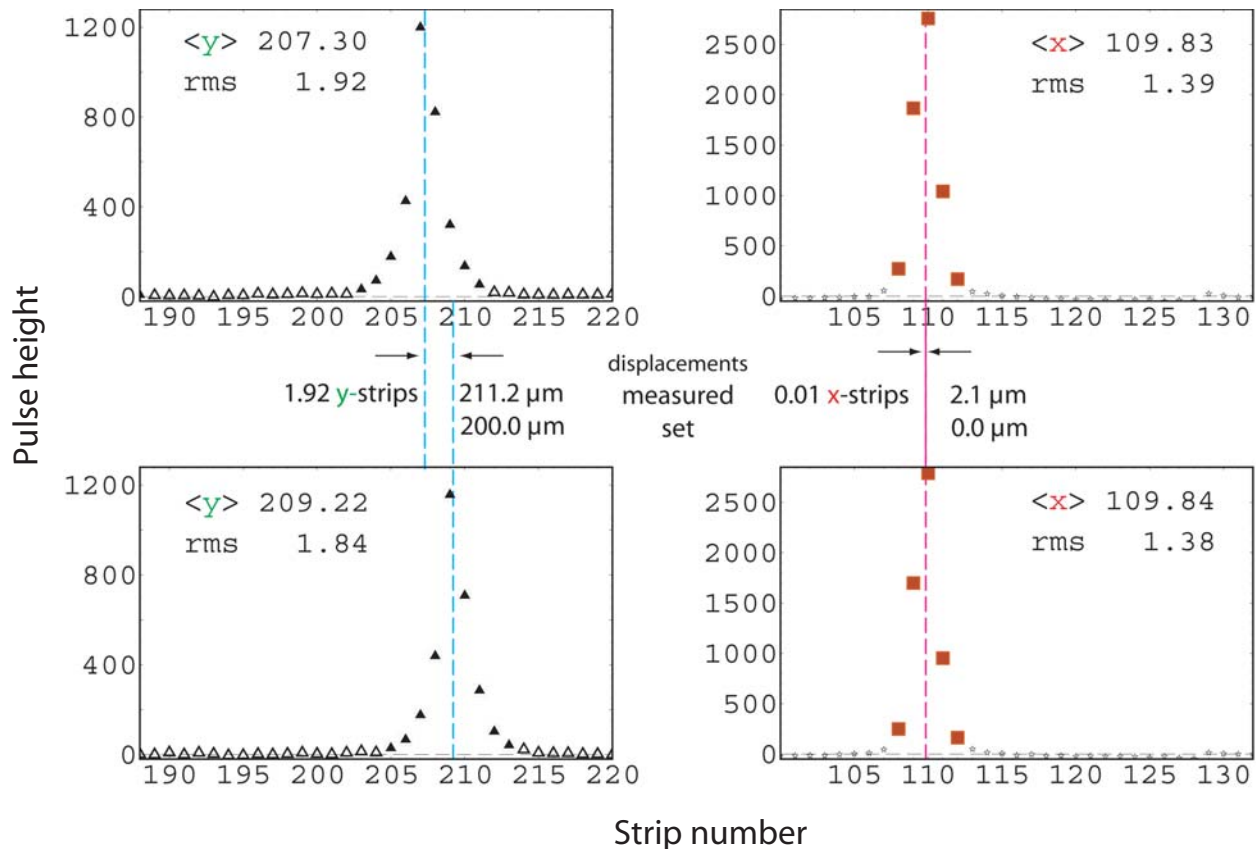 Pulse height
1200
800
400
0
<y> 207.30
rms 1.92
190 195 200 205 210 215 220
2500
2000
1500
1000
500
0
<x> 109.83
rms 1.39
105 110 115 120 125 130
displacements
1.92 y-strips 211.2 µm measured 0.01 x-strips 2.1 µm
200.0 µm set 0.0 µm
1200
800
400
0
<y> 209.22
rms 1.84
190 195 200 205 210 215 220
2500
2000
1500
1000
500
0
<x> 109.84
rms 1.38
105 110 115 120 125 130
Strip number